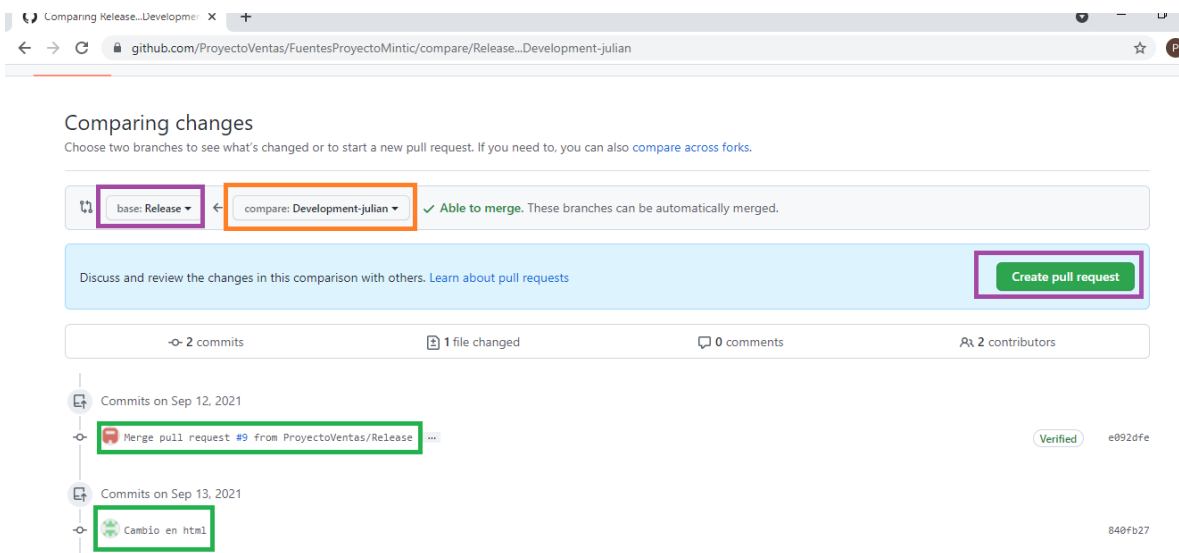 Comparing Release...Developmer
github.com/ProyectoVentas/FuentesProyectoMintic/compare/Release...Development-julian
P
Comparing changes
Choose two branches to see what's changed or to start a new pull request. If you need to, you can also compare across forks.
base: Release
compare: Development-julian
Able to merge. These branches can be automatically merged.
Discuss and review the changes in this comparison with others. Learn about pull requests
Create pull request
2 commits
1 file changed
0 comments
2 contributors
Commits on Sep 12, 2021
Merge pull request #9 from ProyectoVentas/Release ...
Verified
e092dfe
Commits on Sep 13, 2021
Cambio en html
840fb27